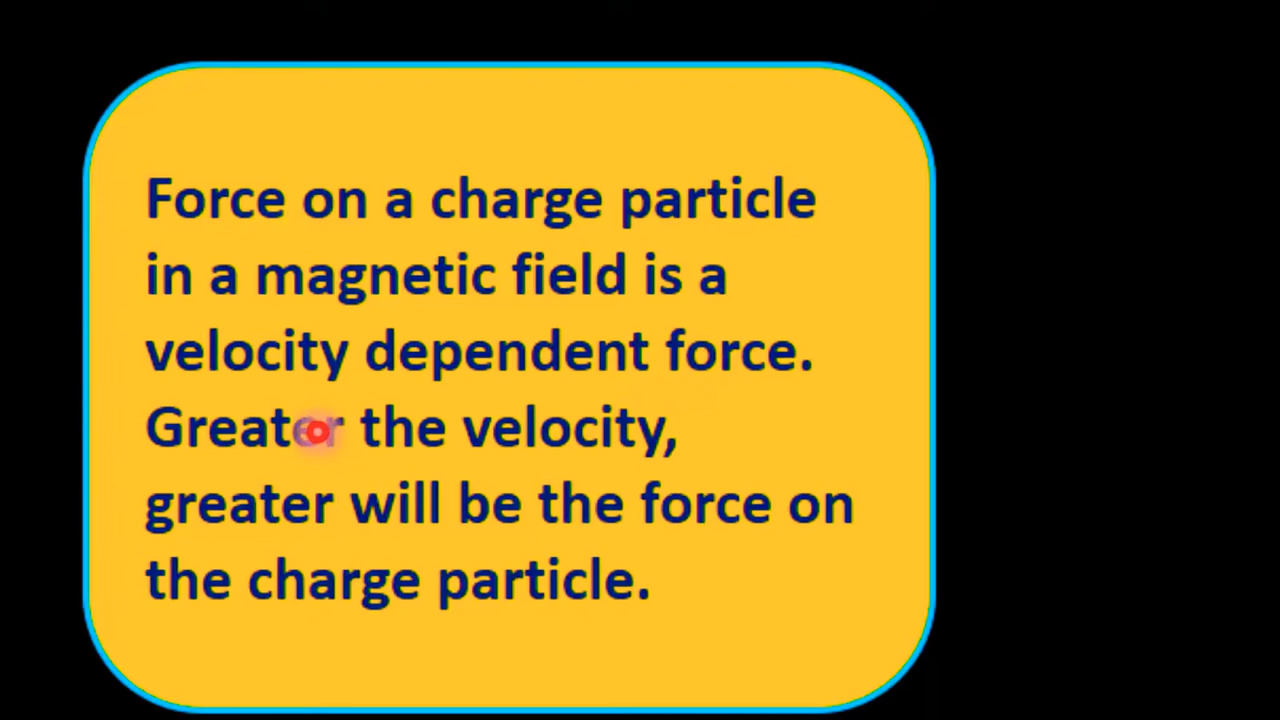 Force on a charge particle
in a magnetic field is a
velocity dependent force.
Greater the velocity,
greater will be the force on
the charge particle.